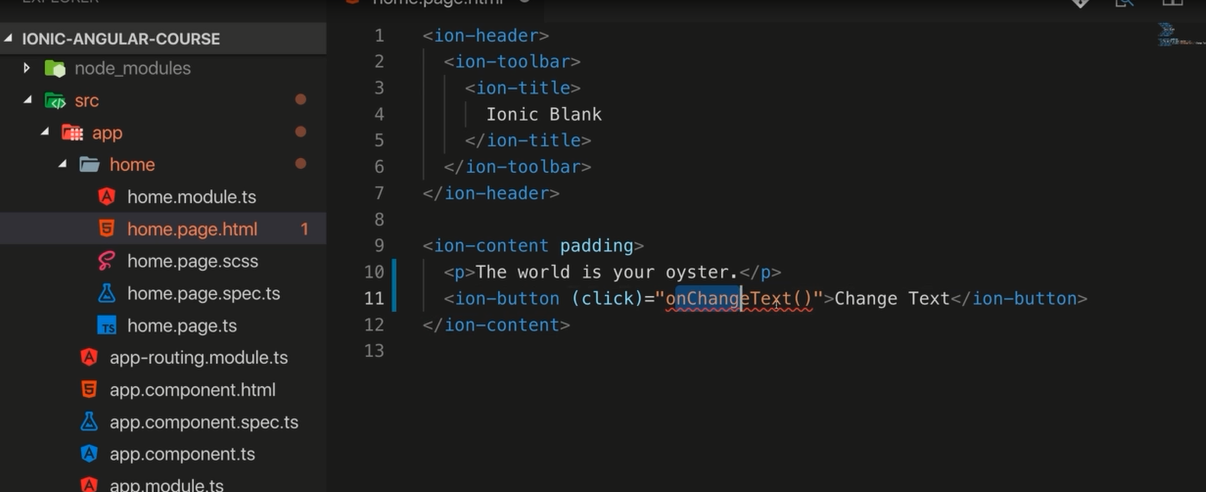 EXPLORER
home.page.html
IONIC-ANGULAR-COURSE
node_modules
src
app
home
home.module.ts
home.page.html 1
home.page.scss
home.page.spec.ts
home.page.ts
app-routing.module.ts
app.component.html
app.component.spec.ts
app.component.ts
app.module.ts
1 <ion-header>
2 <ion-toolbar>
3 <ion-title>
4 Ionic Blank
5 </ion-title>
6 </ion-toolbar>
7 </ion-header>
8
9 <ion-content padding>
10 <p>The world is your oyster.</p>
11 <ion-button (click)="onChangeText()">Change Text</ion-button>
12 </ion-content>
13